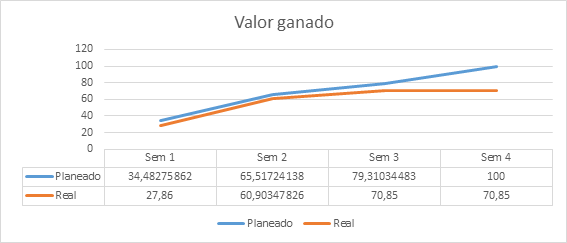 Valor ganado
120
100
80
60
40
20
0
Sem 1 Sem 2 Sem 3 Sem 4
Planeado 34,48275862 65,51724138 79,31034483 100
Real 27,86 60,90347826 70,85 70,85
Planeado Real